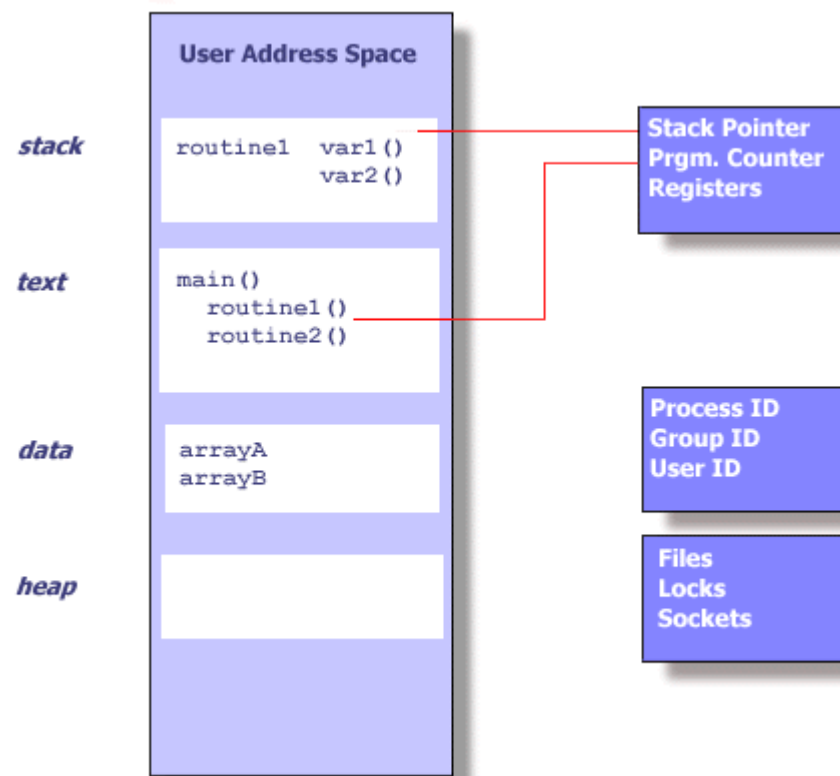 User Address Space
stack
routine1 var1()
var2()
text
main()
routine1()
routine2()
data
arrayA
arrayB
heap
Stack Pointer
Prgm. Counter
Registers
Process ID
Group ID
User ID
Files
Locks
Sockets